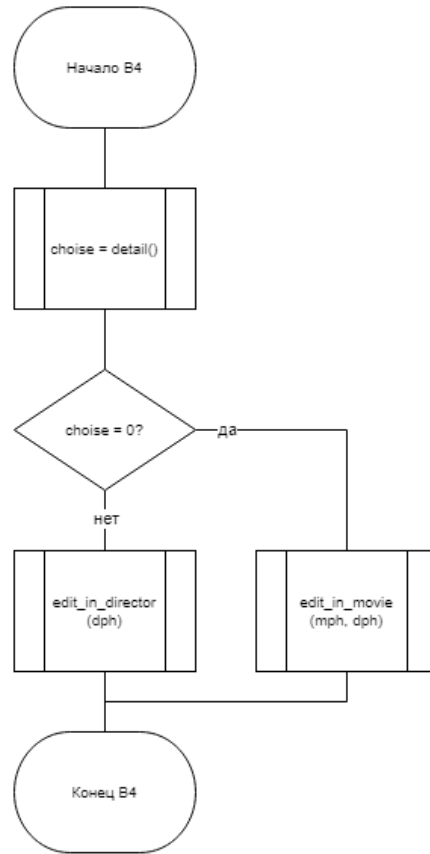 Начало B4
choise = detail()
choise = 0?
да
нет
edit_in_director
(dph)
edit_in_movie
(mph, dph)
Конец B4